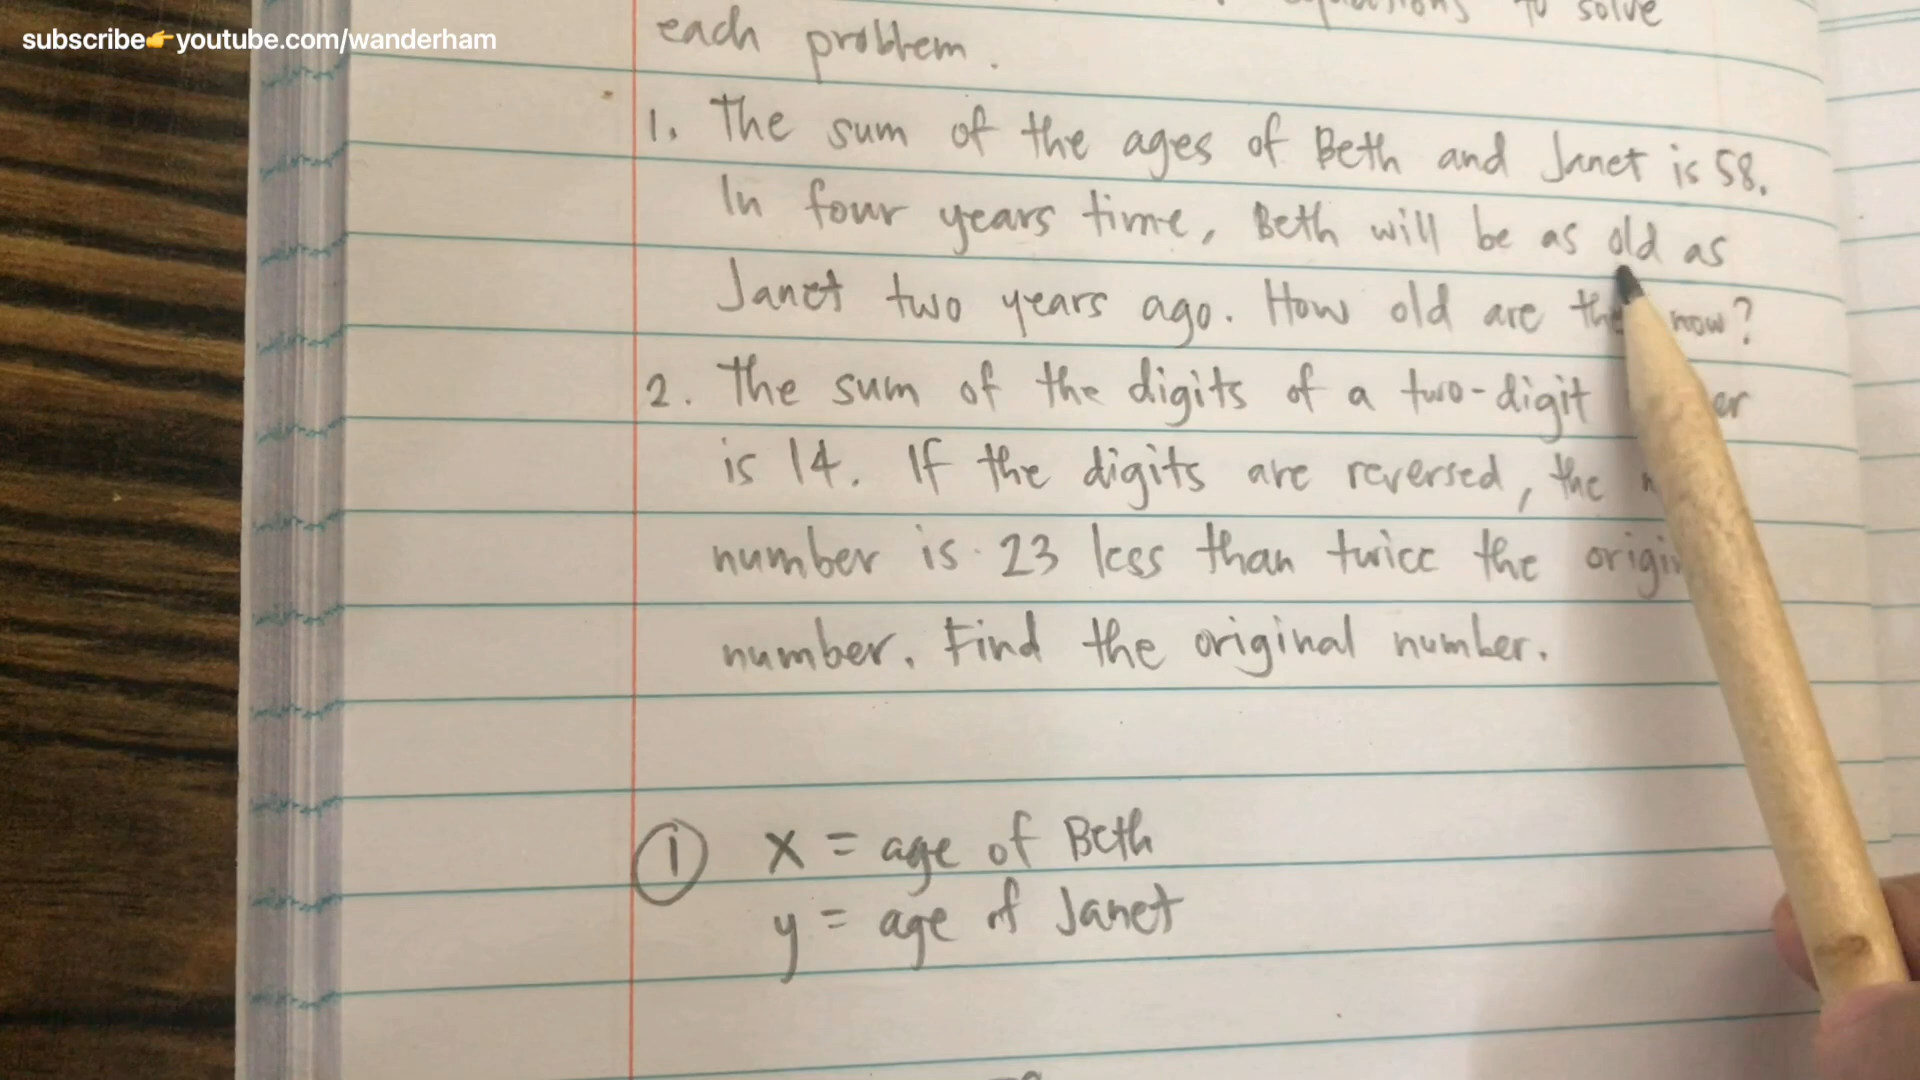 subscribe👉youtube.com/wanderham
to solve
each problem.
1. The sum of the ages of Beth and Janet is 58.
In four years time, Beth will be as old as
Janet two years ago. How old are now?
2. The sum of the digits of a two-digit
is 14. If the digits are reversed, the
number is 23 less than twice the
number. Find the original number.
① x = age of Beth
y = age of Janet